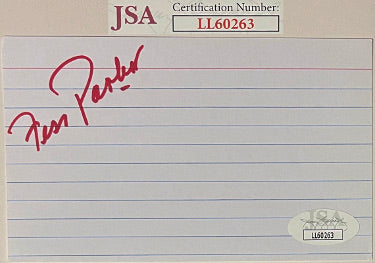 JSA Certification Number:
LL60263
Fess Parker
JSA
LL60263